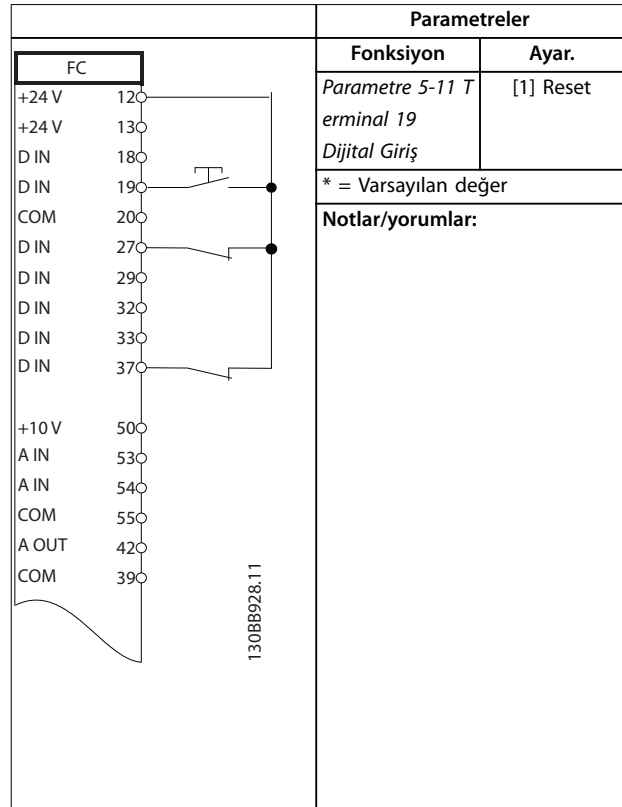 Parametreler
FC
Fonksiyon
Ayar.
Parametre 5-11 T
erminal 19
Dijital Giriş
[1] Reset
* = Varsayılan değer
Notlar/yorumlar:
+24 V 12
+24 V 13
D IN 18
D IN 19
COM 20
D IN 27
D IN 29
D IN 32
D IN 33
D IN 37
+10 V 50
A IN 53
A IN 54
COM 55
A OUT 42
COM 39
130BB928.11